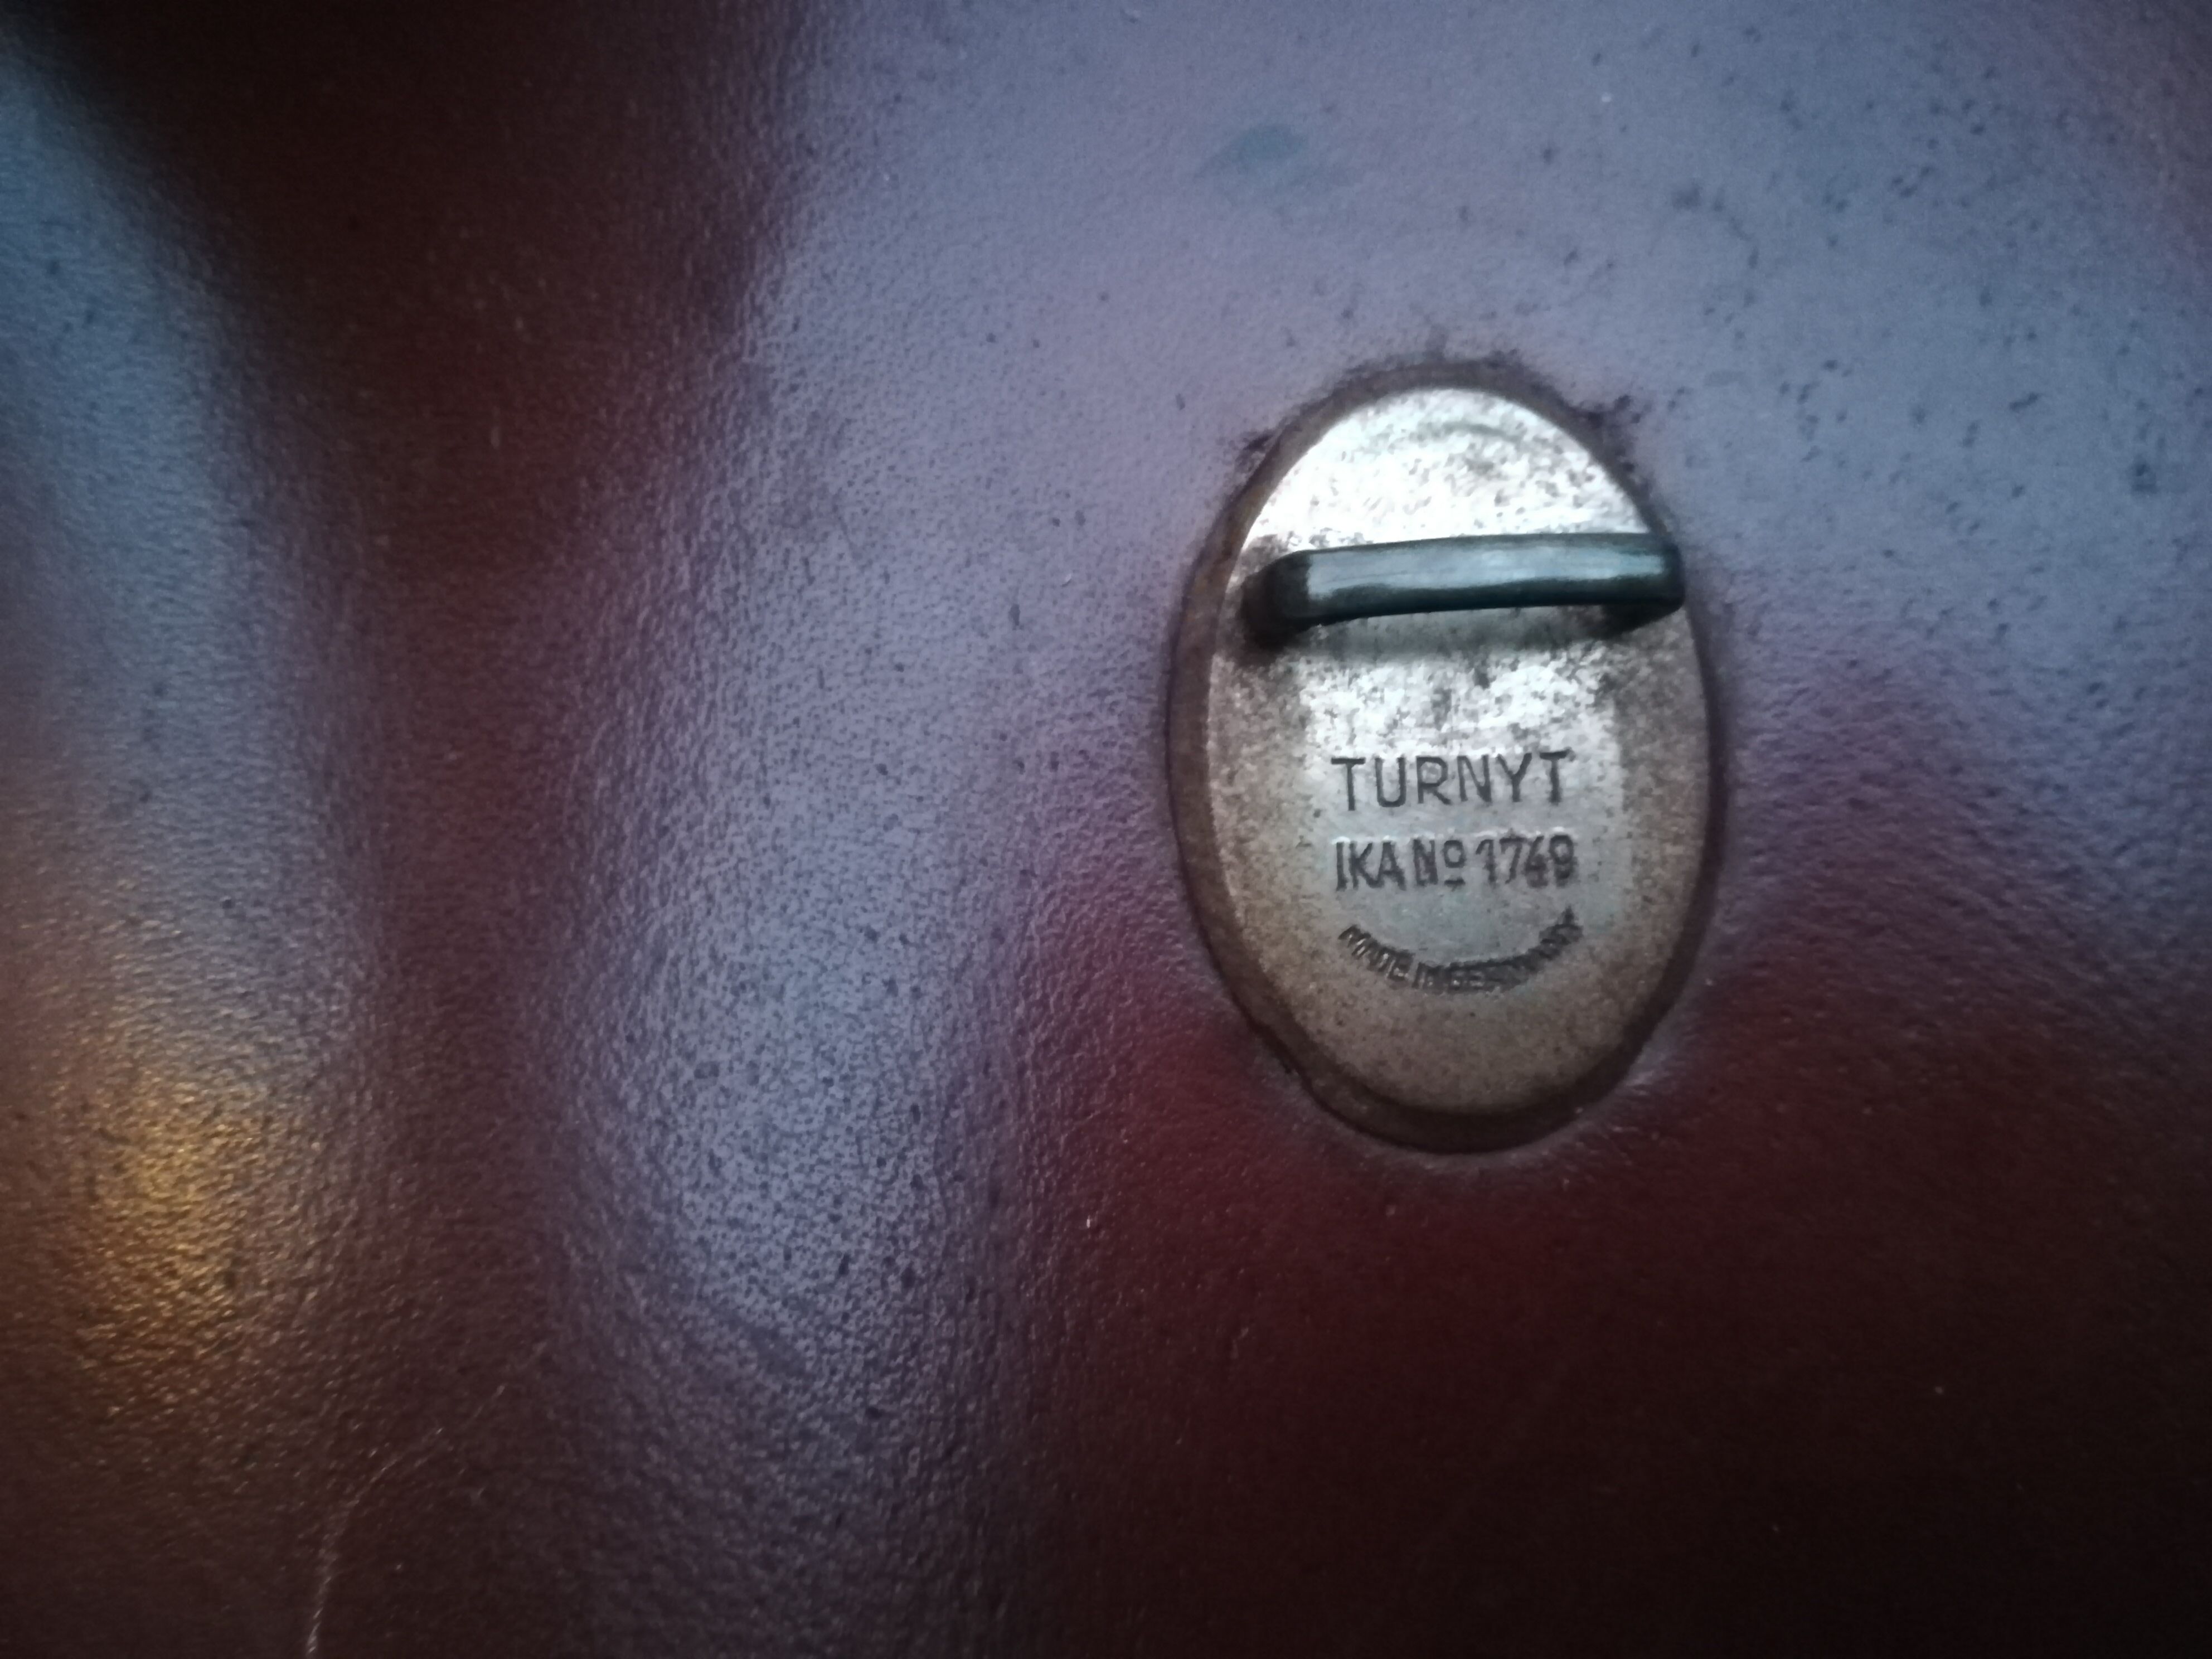 TURNYT
IKA Nº 1749
MADE IN GERMANY